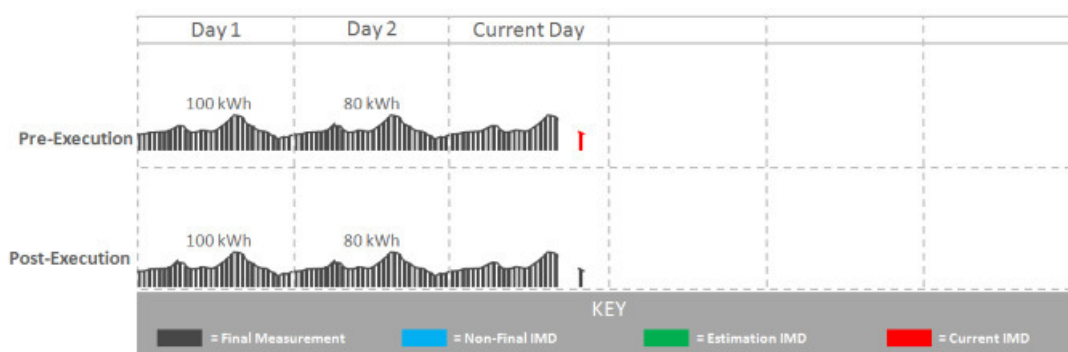 Day 1 Day 2 Current Day
100 kWh 80 kWh
Pre-Execution
100 kWh 80 kWh
Post-Execution
KEY
= Final Measurement = Non-Final IMD = Estimation IMD = Current IMD